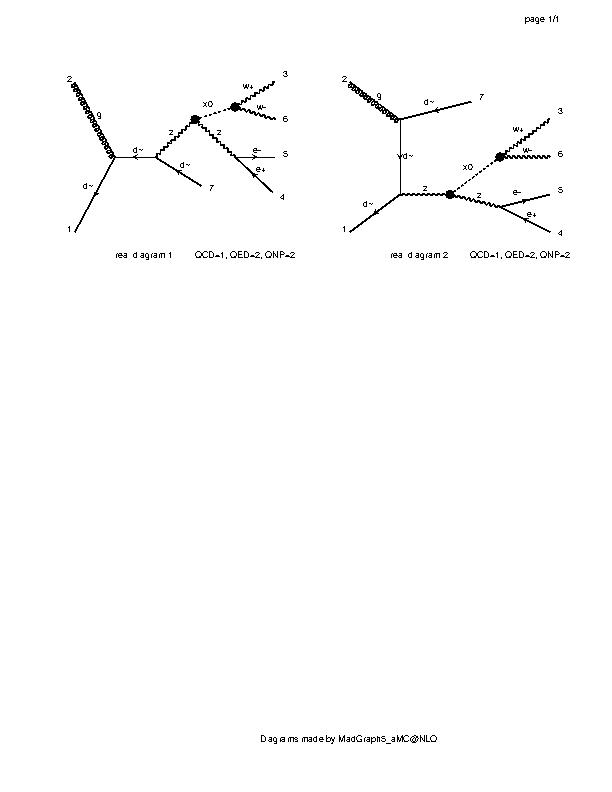 page 1/1
2
g
d~
1
d~
z
d~
7
x0
z
w+
3
w-
6
e-
5
e+
4
real diagram 1 QCD=1, QED=2, QNP=2
2
g
d~
7
d~
d~
1
z
x0
w+
3
w-
6
z
e-
5
e+
4
real diagram 2 QCD=1, QED=2, QNP=2
Diagrams made by MadGraph5_aMC@NLO